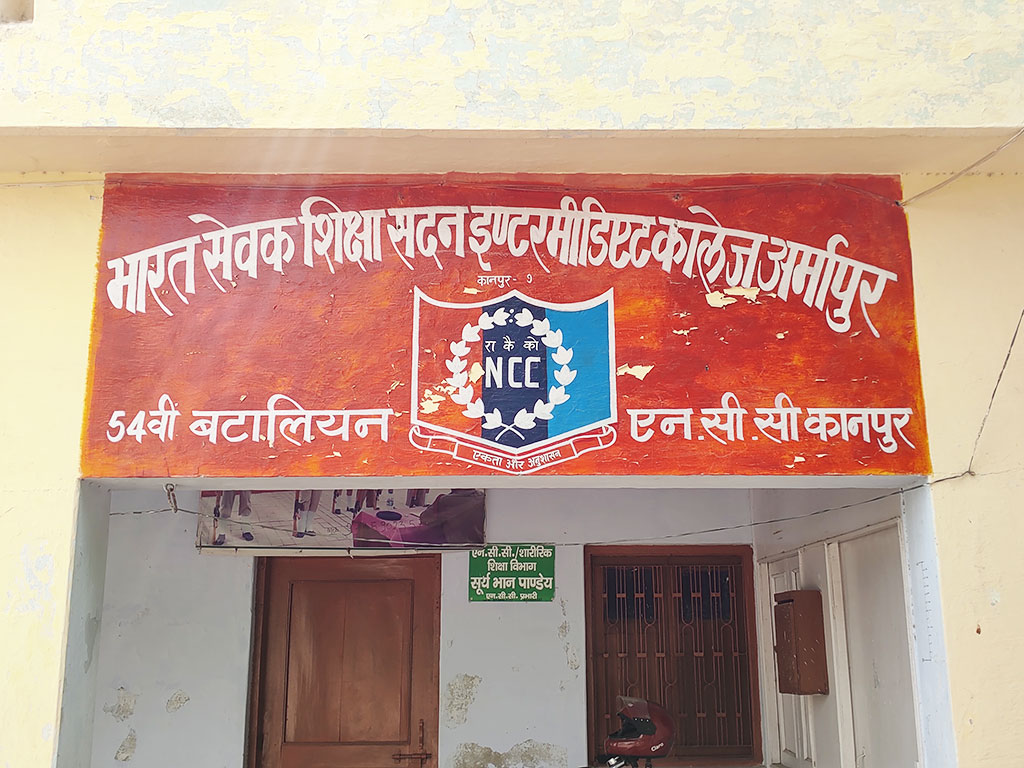 भारत सेवक शिक्षा सदन इण्टरमीडिएट कालेज अर्मापुर
कानपुर - 9
रा कै को
NCC
54वीं बटालियन
एन.सी.सी कानपुर
एकता और अनुशासन
एन.सी.सी./शारीरिक
शिक्षा विभाग
सूर्य भान पाण्डेय
एन.सी.सी. प्रभारी